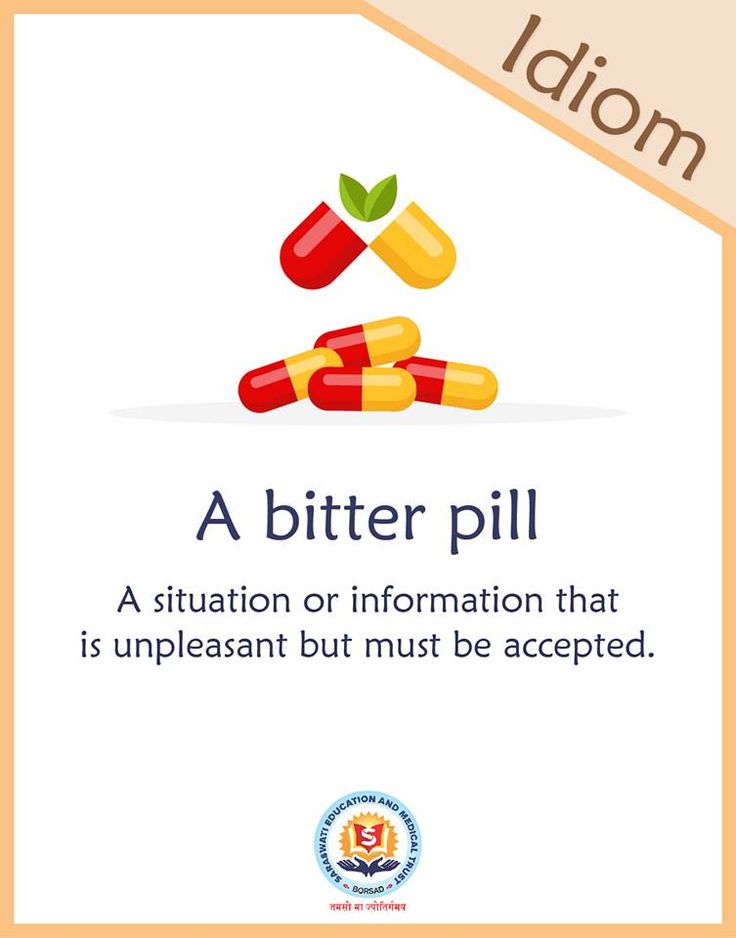 Idiom
A bitter pill
A situation or information that
is unpleasant but must be accepted.
SARASWATI EDUCATION AND MEDICAL TRUST
S
BORSAD
तमसो मा ज्योतिर्गमय